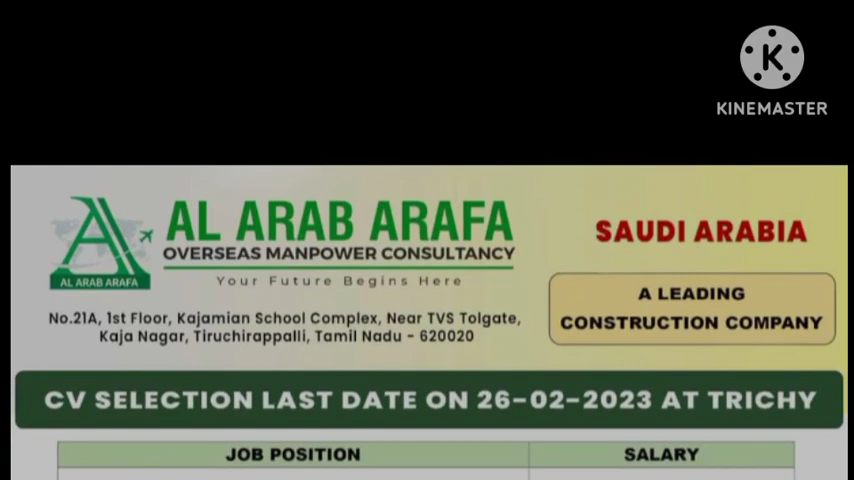 KINEMASTER
AL ARAB ARAFA
OVERSEAS MANPOWER CONSULTANCY
Your Future Begins Here
AL ARAB ARAFA
No.21A, 1st Floor, Kajamian School Complex, Near TVS Tolgate,
Kaja Nagar, Tiruchirappalli, Tamil Nadu - 620020
SAUDI ARABIA
A LEADING
CONSTRUCTION COMPANY
CV SELECTION LAST DATE ON 26-02-2023 AT TRICHY
JOB POSITION SALARY